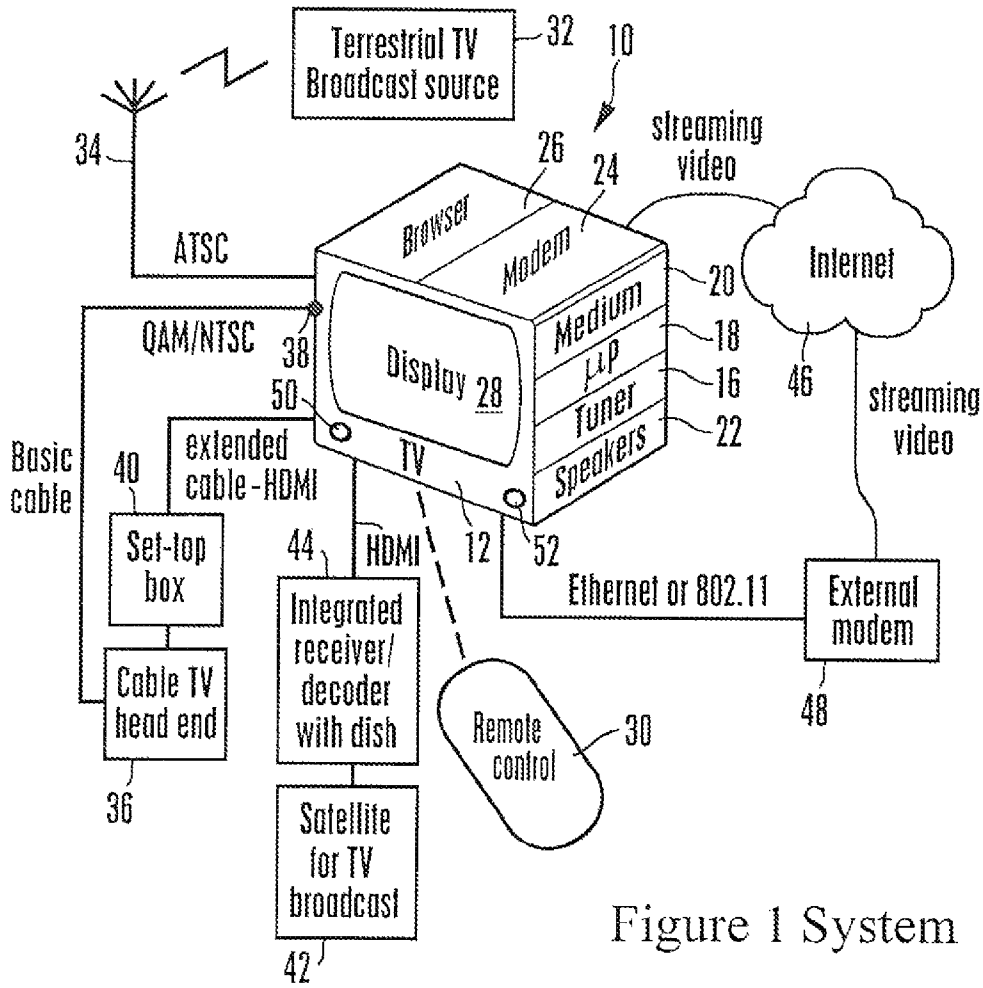 Terrestrial TV
Broadcast source
32
10
34
ATSC
streaming
video
26
24
Browser
Modem
Internet
46
20
Medium
18
μp
16
Tuner
22
Speakers
QAM/NTSC
38
Display 28
50
TV
12
52
Basic
cable
extended
cable-HDMI
40
Set-top
box
Cable TV
head end
36
44
HDMI
Integrated
receiver/
decoder
with dish
Satellite
for TV
broadcast
42
Remote
control
30
Ethernet or 802.11
streaming
video
External
modem
48
Figure 1 System